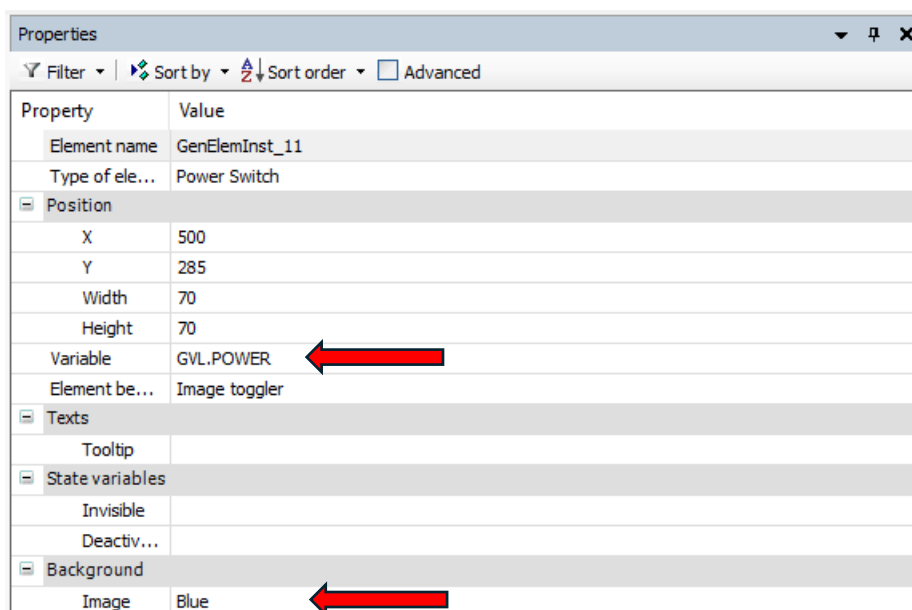 Properties
Filter Sort by Sort order Advanced
Property Value
Element name GenElemInst_11
Type of ele... Power Switch
Position
X 500
Y 285
Width 70
Height 70
Variable GVL.POWER
Element be... Image toggler
Texts
Tooltip
State variables
Invisible
Deactiv...
Background
Image Blue